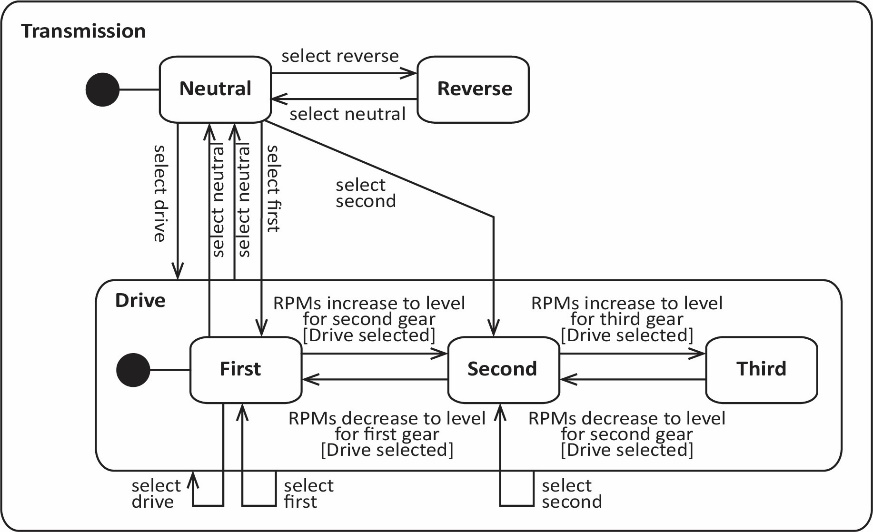 Transmission
select reverse
Neutral
Reverse
select neutral
select drive
select neutral
select neutral
select first
select
second
Drive
RPMs increase to level
for second gear
[Drive selected]
RPMs increase to level
for third gear
[Drive selected]
First
Second
Third
RPMs decrease to level
for first gear
[Drive selected]
RPMs decrease to level
for second gear
[Drive selected]
select
drive
select
first
select
second